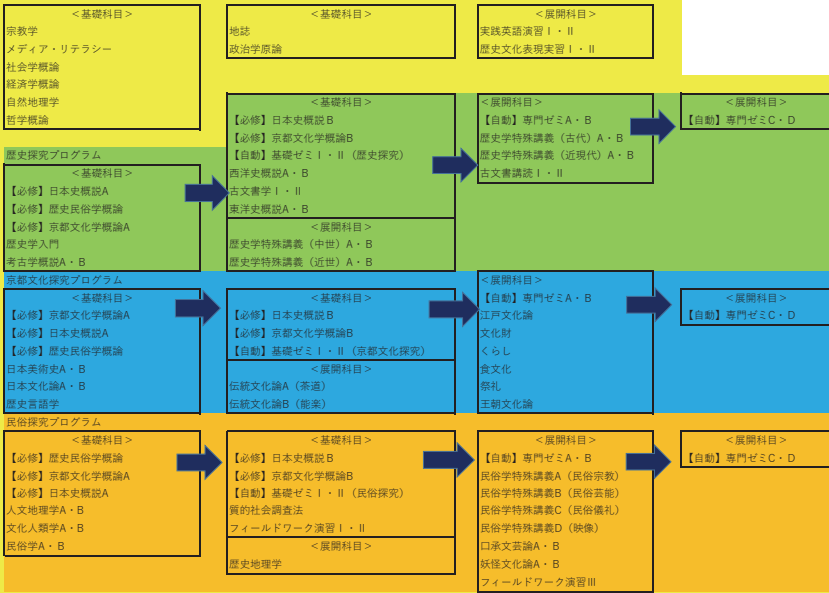 ＜基礎科目＞
宗教学
メディア・リテラシー
社会学概論
経済学概論
自然地理学
哲学概論
＜基礎科目＞
地誌
政治学原論
＜展開科目＞
実践英語演習Ⅰ・Ⅱ
歴史文化表現実習Ⅰ・Ⅱ
歴史探究プログラム
＜基礎科目＞
【必修】日本史概説A
【必修】歴史民俗学概論
【必修】京都文化学概論A
歴史学入門
考古学概説A・B
＜基礎科目＞
【必修】日本史概説B
【必修】京都文化学概論B
【自動】基礎ゼミⅠ・Ⅱ（歴史探究）
西洋史概説A・B
古文書学Ⅰ・Ⅱ
東洋史概説A・B
＜展開科目＞
歴史学特殊講義（中世）A・B
歴史学特殊講義（近世）A・B
＜展開科目＞
【自動】専門ゼミA・B
歴史学特殊講義（古代）A・B
歴史学特殊講義（近現代）A・B
古文書講読Ⅰ・Ⅱ
＜展開科目＞
【自動】専門ゼミC・D
京都文化探究プログラム
＜基礎科目＞
【必修】京都文化学概論A
【必修】日本史概説A
【必修】歴史民俗学概論
日本美術史A・B
日本文化論A・B
歴史言語学
＜基礎科目＞
【必修】日本史概説B
【必修】京都文化学概論B
【自動】基礎ゼミⅠ・Ⅱ（京都文化探究）
＜展開科目＞
伝統文化論A（茶道）
伝統文化論B（能楽）
＜展開科目＞
【自動】専門ゼミA・B
江戸文化論
文化財
くらし
食文化
祭礼
王朝文化論
＜展開科目＞
【自動】専門ゼミC・D
民俗探究プログラム
＜基礎科目＞
【必修】歴史民俗学概論
【必修】京都文化学概論A
【必修】日本史概説A
人文地理学A・B
文化人類学A・B
民俗学A・B
＜基礎科目＞
【必修】日本史概説B
【必修】京都文化学概論B
【自動】基礎ゼミⅠ・Ⅱ（民俗探究）
質的社会調査法
フィールドワーク演習Ⅰ・Ⅱ
＜展開科目＞
歴史地理学
＜展開科目＞
【自動】専門ゼミA・B
民俗学特殊講義A（民俗宗教）
民俗学特殊講義B（民俗芸能）
民俗学特殊講義C（民俗儀礼）
民俗学特殊講義D（映像）
口承文芸論A・B
妖怪文化論A・B
フィールドワーク演習Ⅲ
＜展開科目＞
【自動】専門ゼミC・D